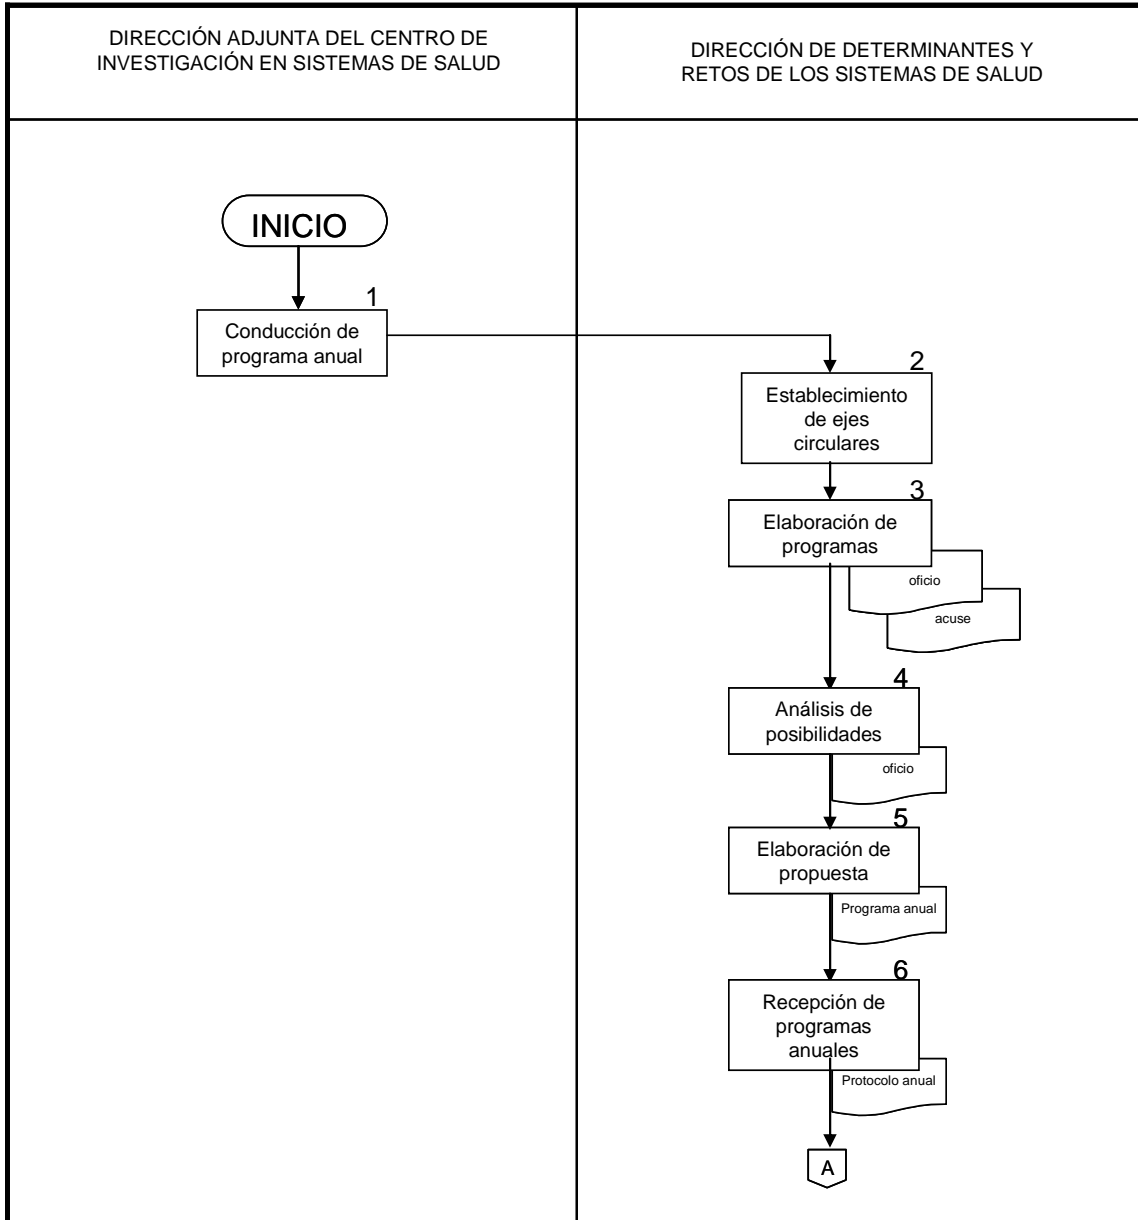 DIRECCIÓN ADJUNTA DEL CENTRO DE
INVESTIGACIÓN EN SISTEMAS DE SALUD
DIRECCIÓN DE DETERMINANTES Y
RETOS DE LOS SISTEMAS DE SALUD
INICIO
1
Conducción de
programa anual
2
Establecimiento
de ejes
circulares
3
Elaboración de
programas
oficio
acuse
4
Análisis de
posibilidades
oficio
5
Elaboración de
propuesta
Programa anual
6
Recepción de
programas
anuales
Protocolo anual
A